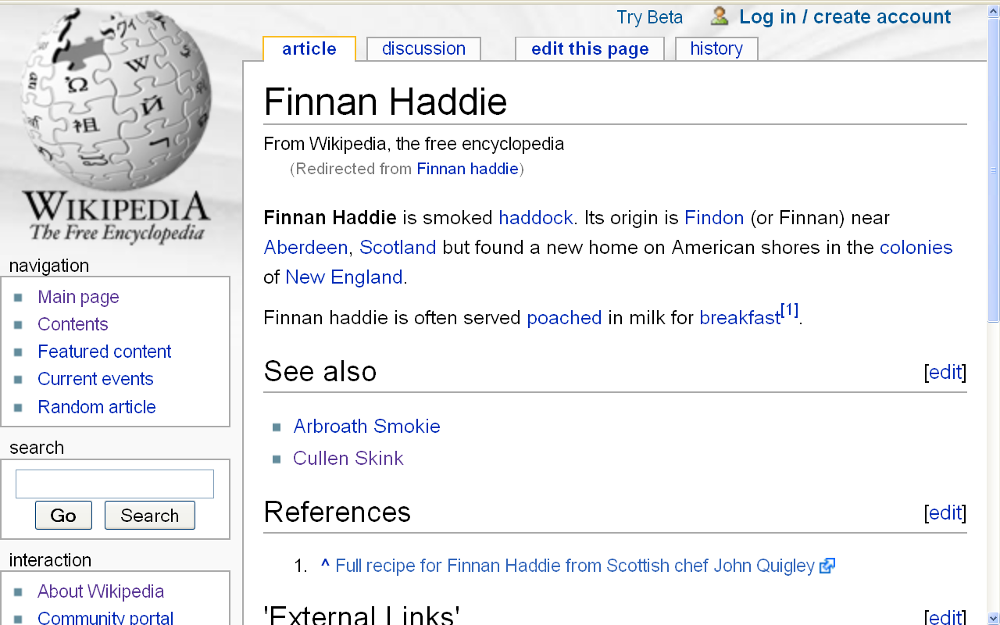 Try Beta Log in / create account
article discussion edit this page history
WIKIPEDIA
The Free Encyclopedia
navigation
Main page
Contents
Featured content
Current events
Random article
search
Go Search
interaction
About Wikipedia
Community portal
Finnan Haddie
From Wikipedia, the free encyclopedia
(Redirected from Finnan haddie)
Finnan Haddie is smoked haddock. Its origin is Findon (or Finnan) near
Aberdeen, Scotland but found a new home on American shores in the colonies
of New England.
Finnan haddie is often served poached in milk for breakfast[1].
See also [edit]
Arbroath Smokie
Cullen Skink
References [edit]
1. ^ Full recipe for Finnan Haddie from Scottish chef John Quigley
'External Links' [edit]